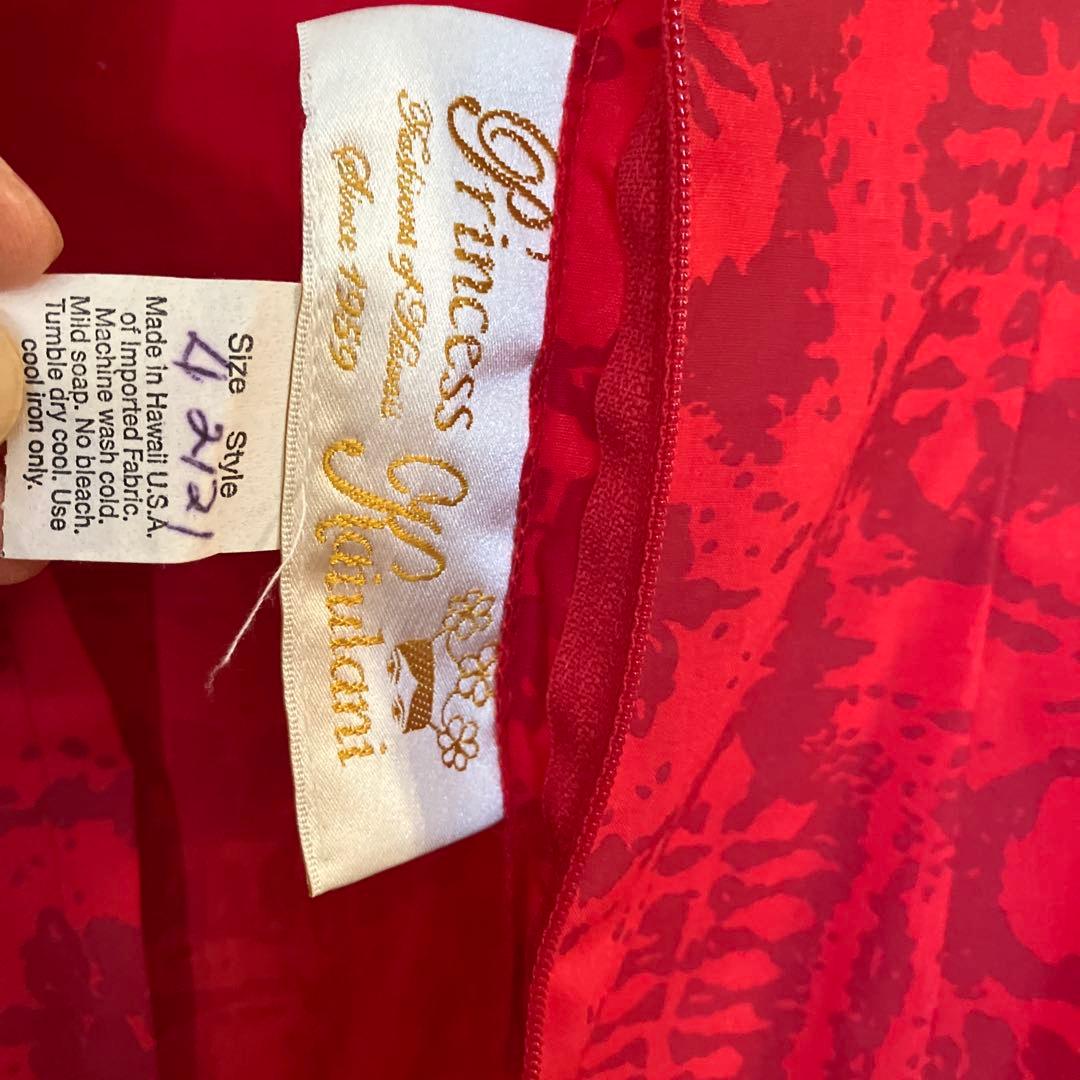 Princess
Kaiulani
Fashions of Hawaii
Since 1959
Size Style
4 2121
Made in Hawaii U.S.A.
of Imported Fabric.
Machine wash cold.
Mild soap. No bleach.
Tumble dry cool. Use
cool iron only.